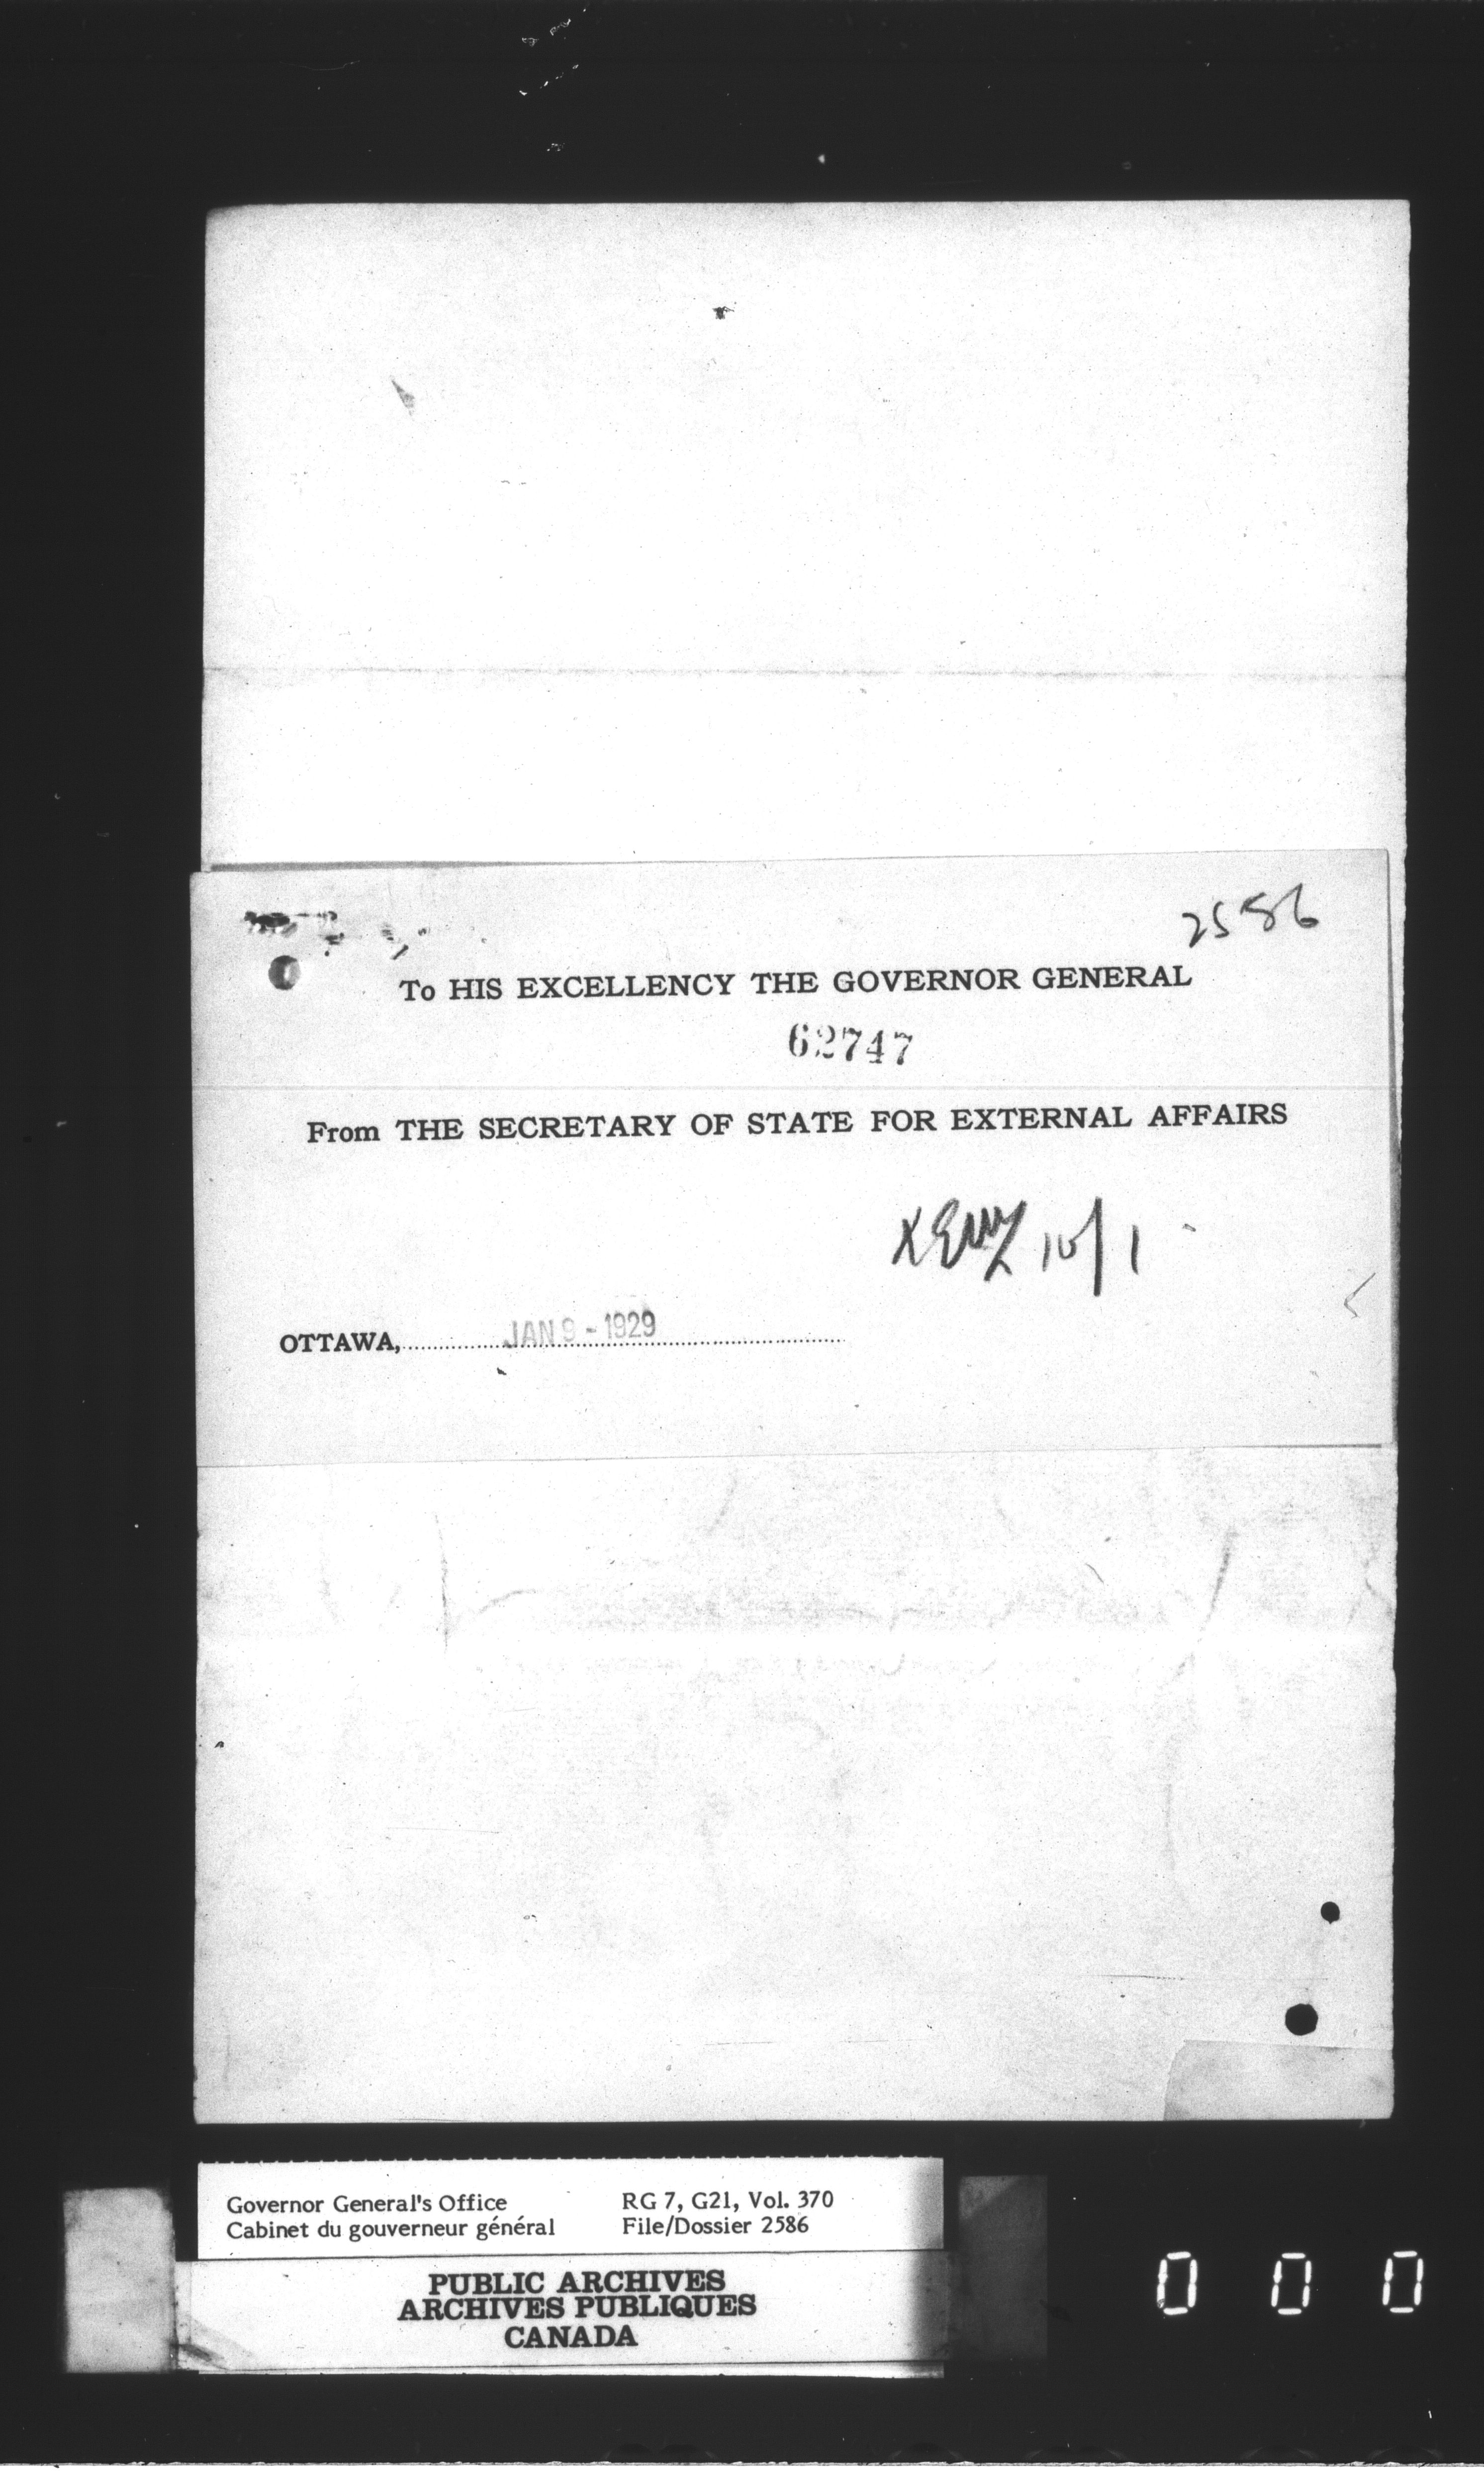 2586
To HIS EXCELLENCY THE GOVERNOR GENERAL
62747
From THE SECRETARY OF STATE FOR EXTERNAL AFFAIRS
10/1
OTTAWA, JAN 9 - 1929
Governor General's Office RG 7, G21, Vol. 370
Cabinet du gouverneur général File/Dossier 2586
PUBLIC ARCHIVES
ARCHIVES PUBLIQUES
CANADA
0 0 0